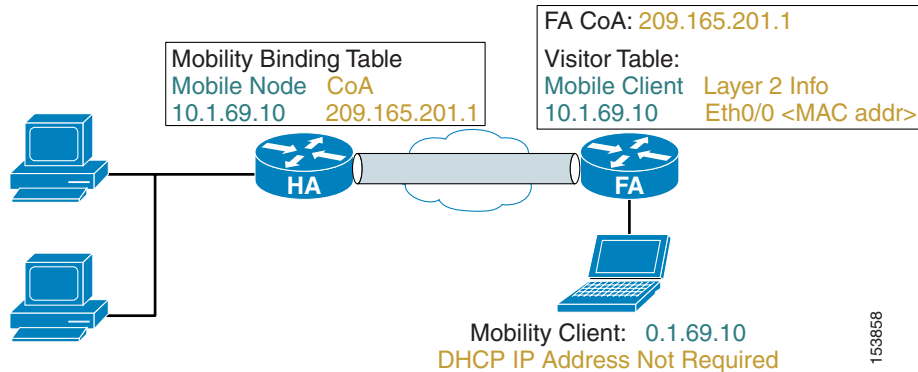 FA CoA: 209.165.201.1
Visitor Table:
Mobile Client Layer 2 Info
10.1.69.10 Eth0/0 <MAC addr>
Mobility Binding Table
Mobile Node CoA
10.1.69.10 209.165.201.1
HA
FA
Mobility Client: 0.1.69.10
DHCP IP Address Not Required
153858